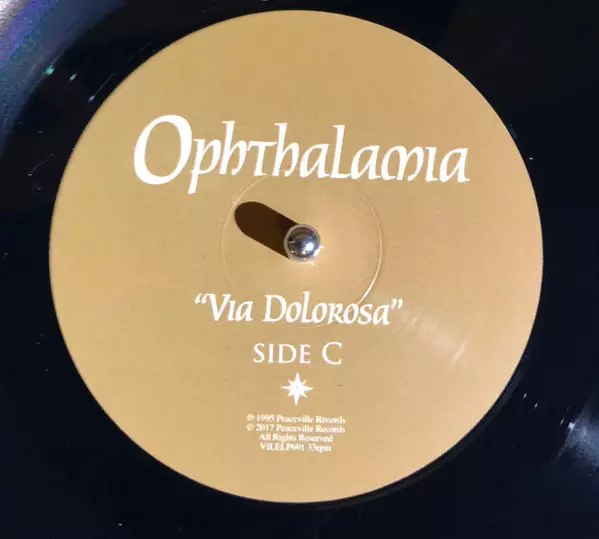 Ophthalamia
“Via Dolorosa”
SIDE C
℗ 1995 Peaceville Records
© 2017 Peaceville Records
All Rights Reserved
VILELP691 33rpm